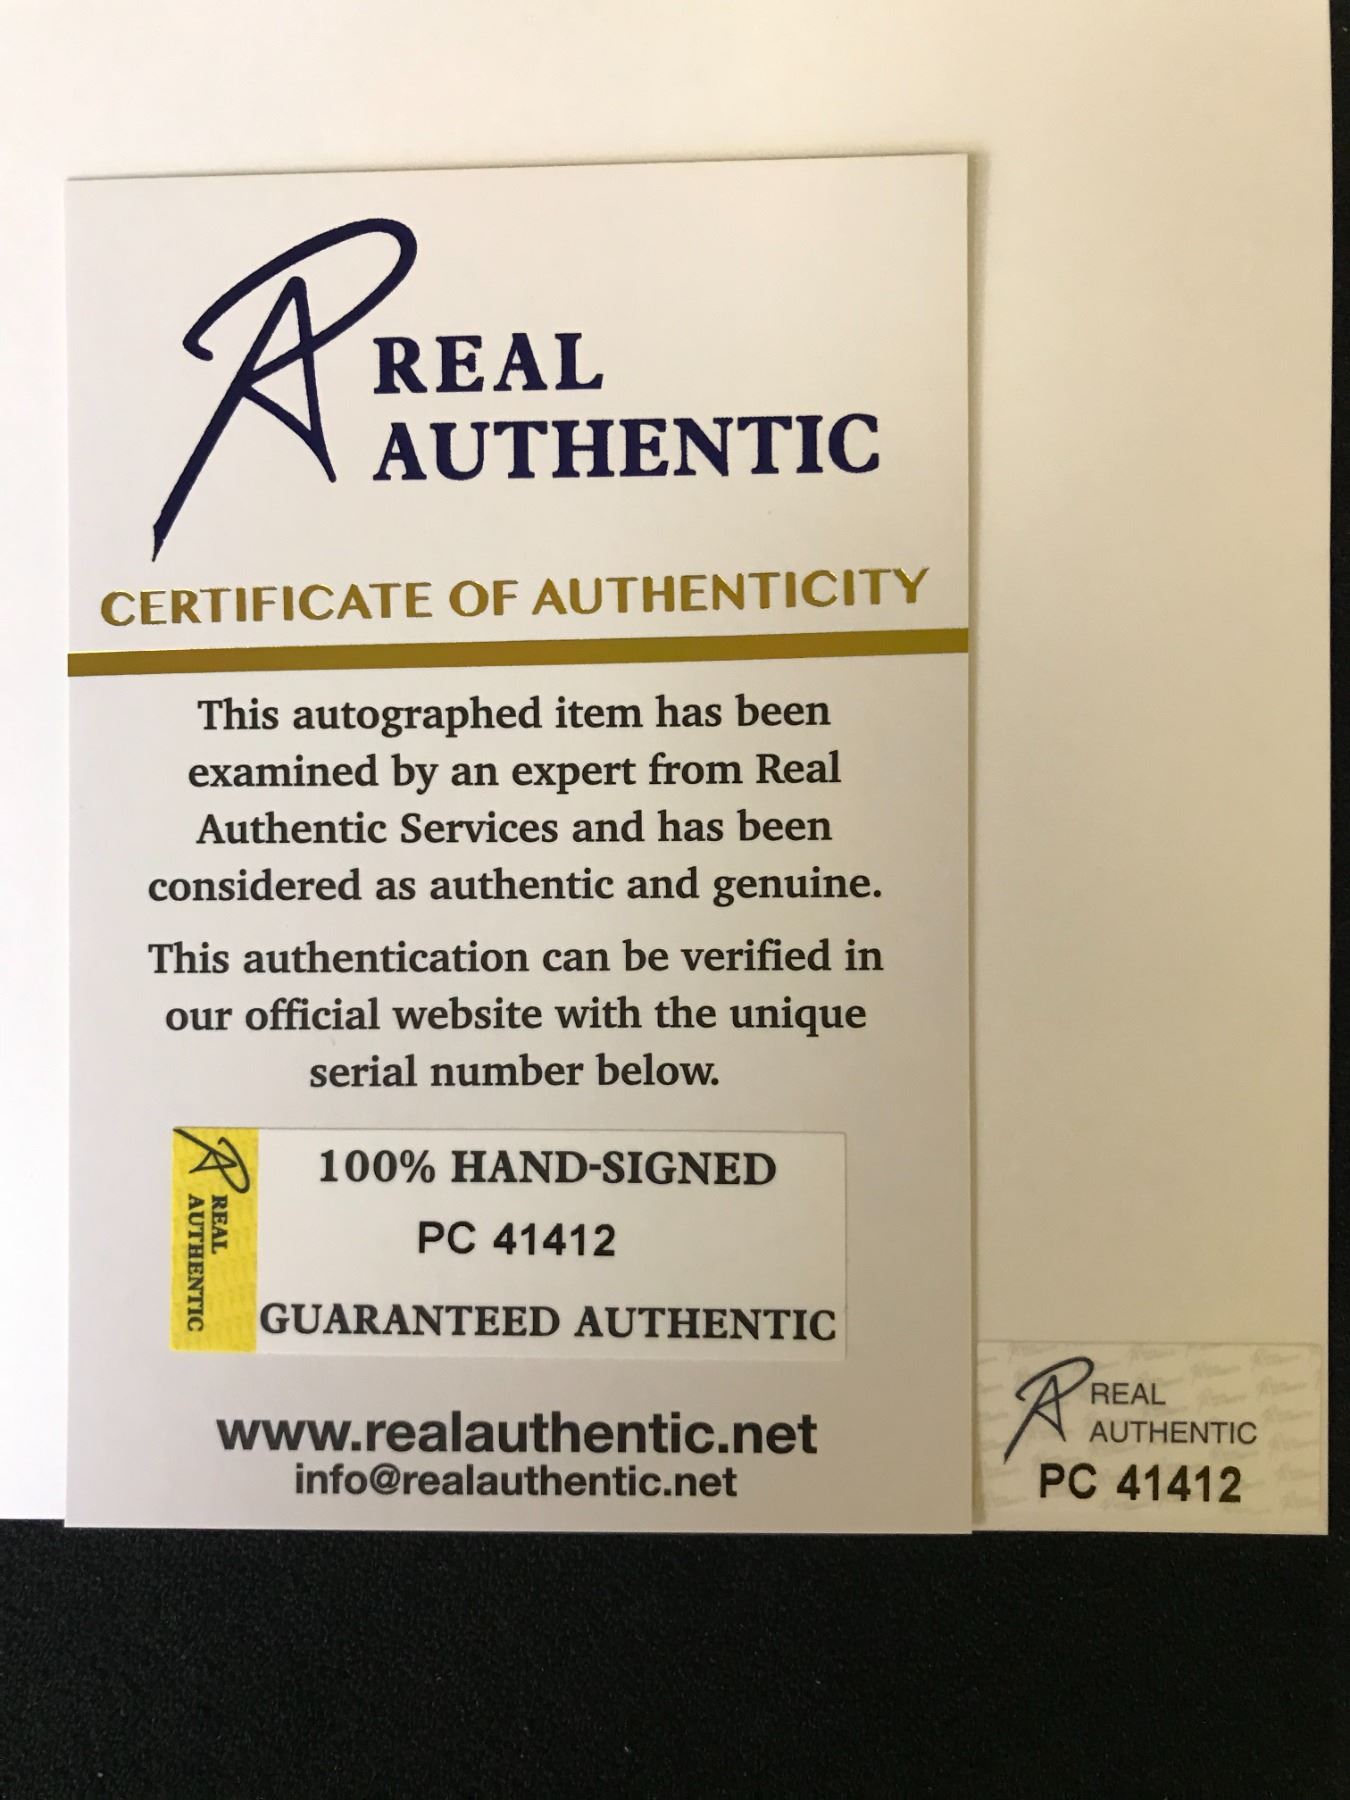 REAL
AUTHENTIC
CERTIFICATE OF AUTHENTICITY
This autographed item has been
examined by an expert from Real
Authentic Services and has been
considered as authentic and genuine.
This authentication can be verified in
our official website with the unique
serial number below.
REAL
AUTHENTIC
100% HAND-SIGNED
PC 41412
GUARANTEED AUTHENTIC
www.realauthentic.net
info@realauthentic.net
REAL
AUTHENTIC
PC 41412